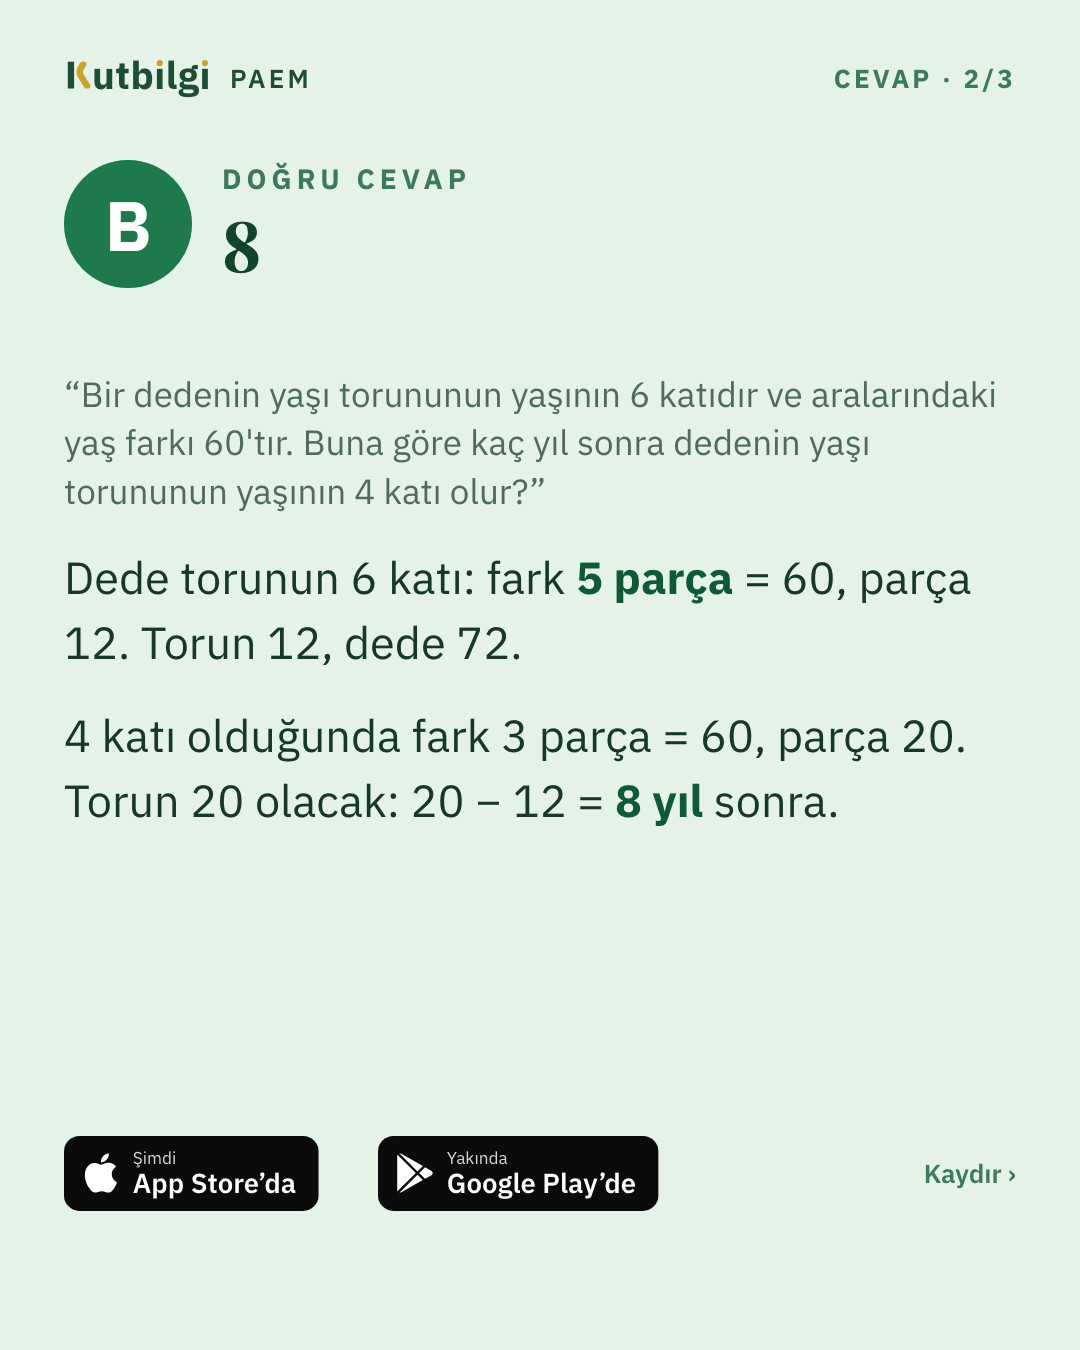 Kutbilgi PAEM
CEVAP · 2/3
B
DOĞRU CEVAP
8
“Bir dedenin yaşı torununun yaşının 6 katıdır ve aralarındaki
yaş farkı 60'tır. Buna göre kaç yıl sonra dedenin yaşı
torununun yaşının 4 katı olur?”
Dede torunun 6 katı: fark 5 parça = 60, parça
12. Torun 12, dede 72.
4 katı olduğunda fark 3 parça = 60, parça 20.
Torun 20 olacak: 20 − 12 = 8 yıl sonra.
Şimdi
App Store’da
Yakında
Google Play’de
Kaydır ›